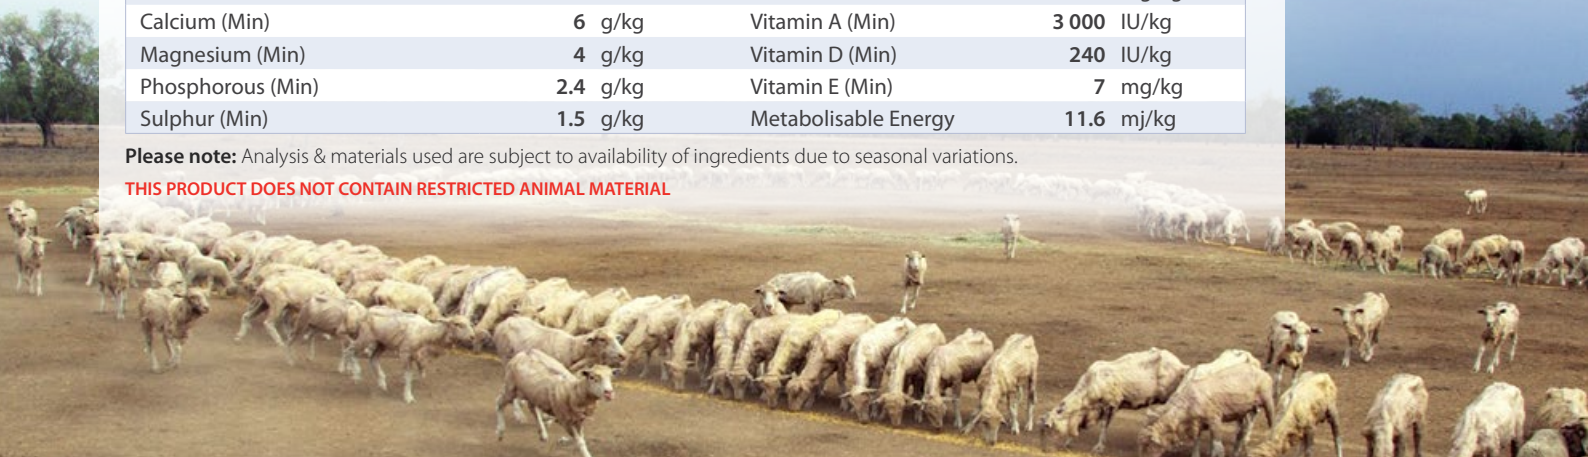 Calcium (Min) 6 g/kg Vitamin A (Min) 3 000 IU/kg
Magnesium (Min) 4 g/kg Vitamin D (Min) 240 IU/kg
Phosphorous (Min) 2.4 g/kg Vitamin E (Min) 7 mg/kg
Sulphur (Min) 1.5 g/kg Metabolisable Energy 11.6 mj/kg
Please note: Analysis & materials used are subject to availability of ingredients due to seasonal variations.
THIS PRODUCT DOES NOT CONTAIN RESTRICTED ANIMAL MATERIAL